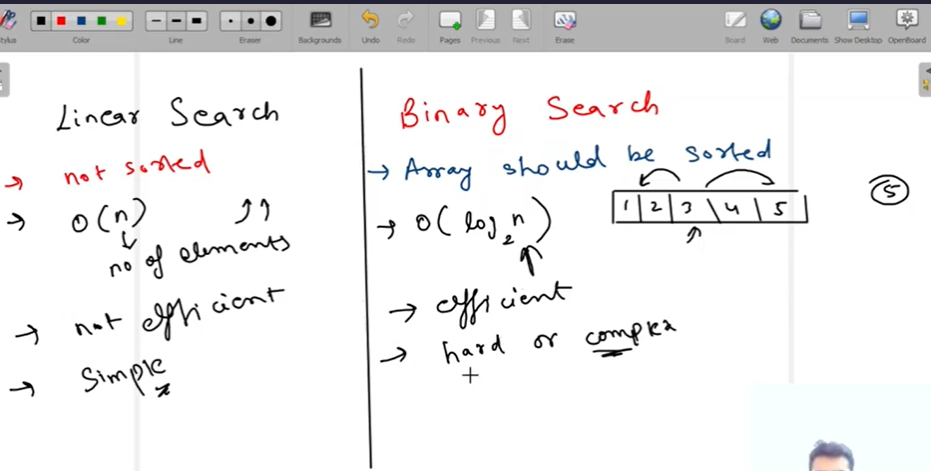 Stylus
Color
Line
Eraser
Backgrounds
Undo
Redo
Pages
Previous
Next
Erase
Board
Web
Documents
Show Desktop
OpenBoard
Linear Search
→ not sorted
→ O(n)
no of elements
→ not efficient
→ Simple
Binary Search
→ Array should be sorted
→ O(log₂n)
1 2 3 4 5
5
→ efficient
→ hard or complex